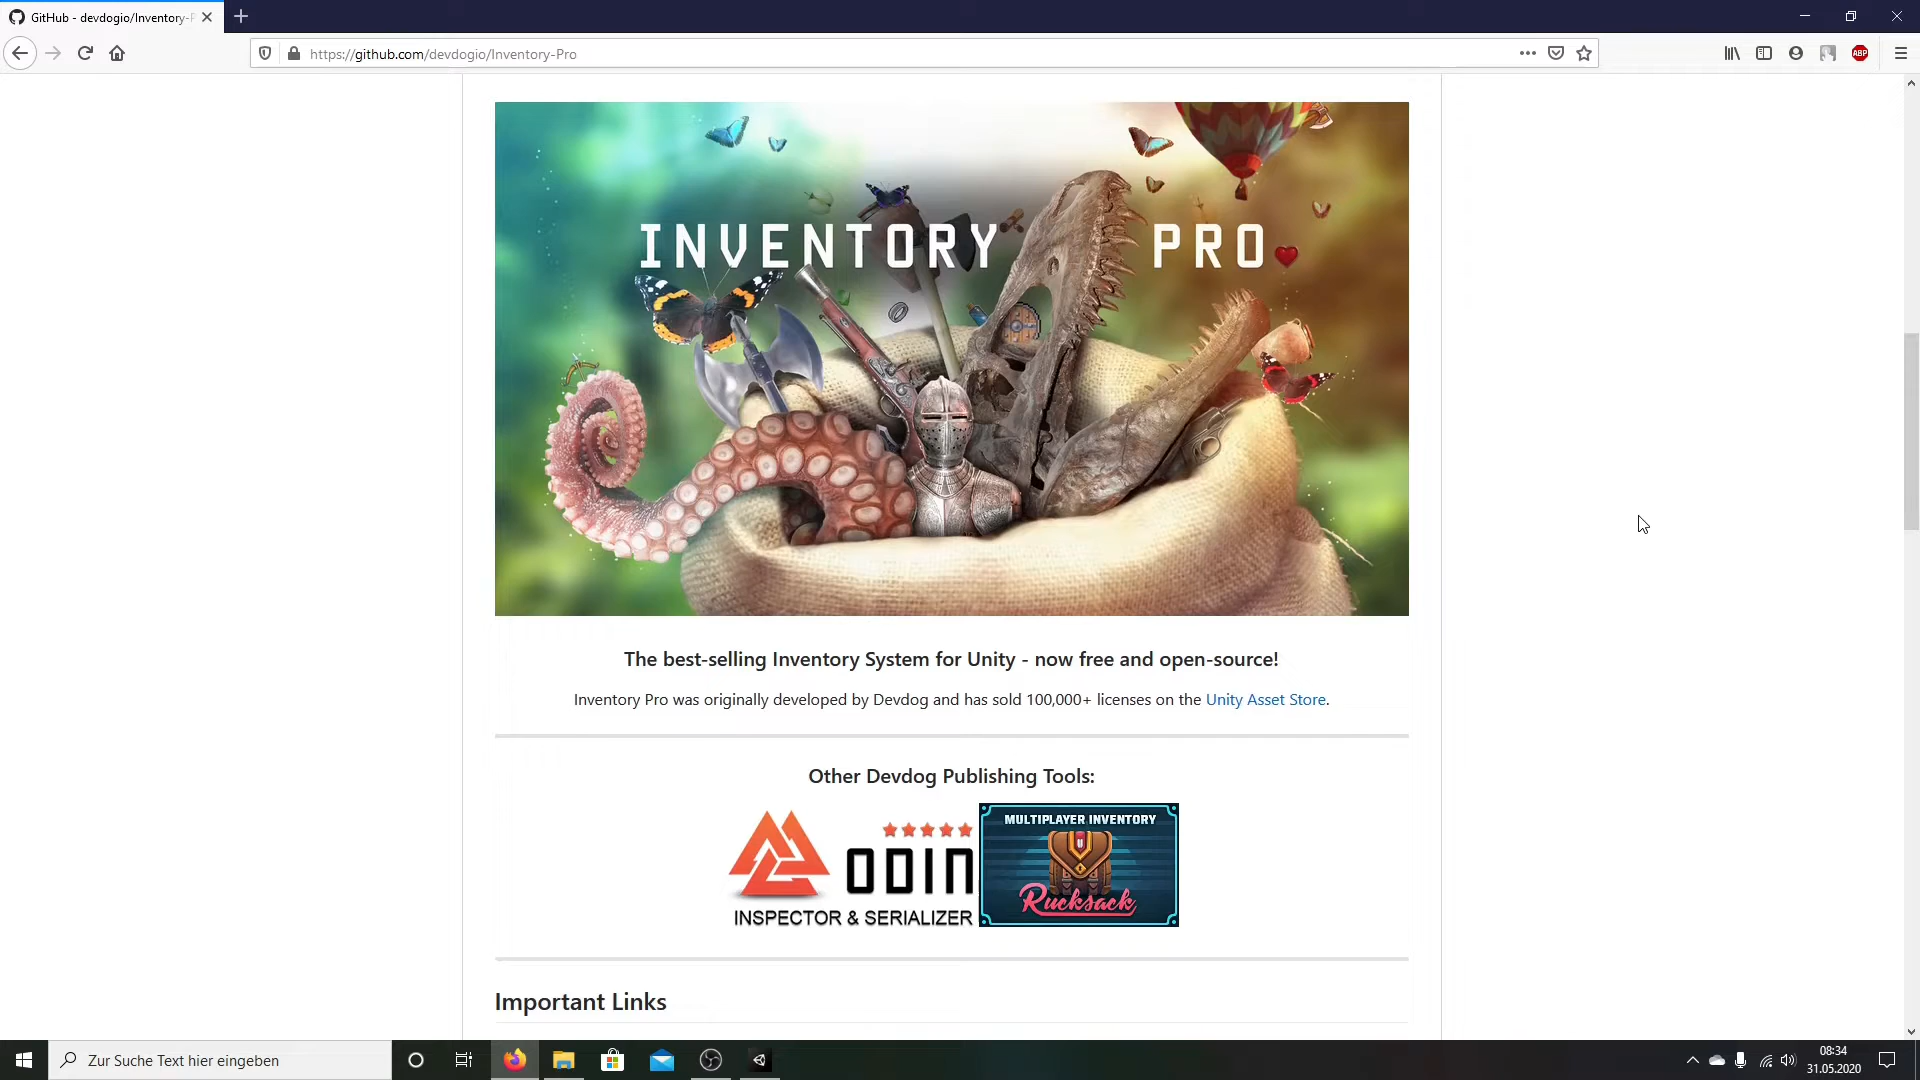 GitHub - devdogio/Inventory-P
https://github.com/devdogio/Inventory-Pro
ABP
INVENTORY PRO
The best-selling Inventory System for Unity - now free and open-source!
Inventory Pro was originally developed by Devdog and has sold 100,000+ licenses on the Unity Asset Store.
Other Devdog Publishing Tools:
ODIN
INSPECTOR & SERIALIZER
MULTIPLAYER INVENTORY
Rucksack
Important Links
Zur Suche Text hier eingeben
08:34
31.05.2020